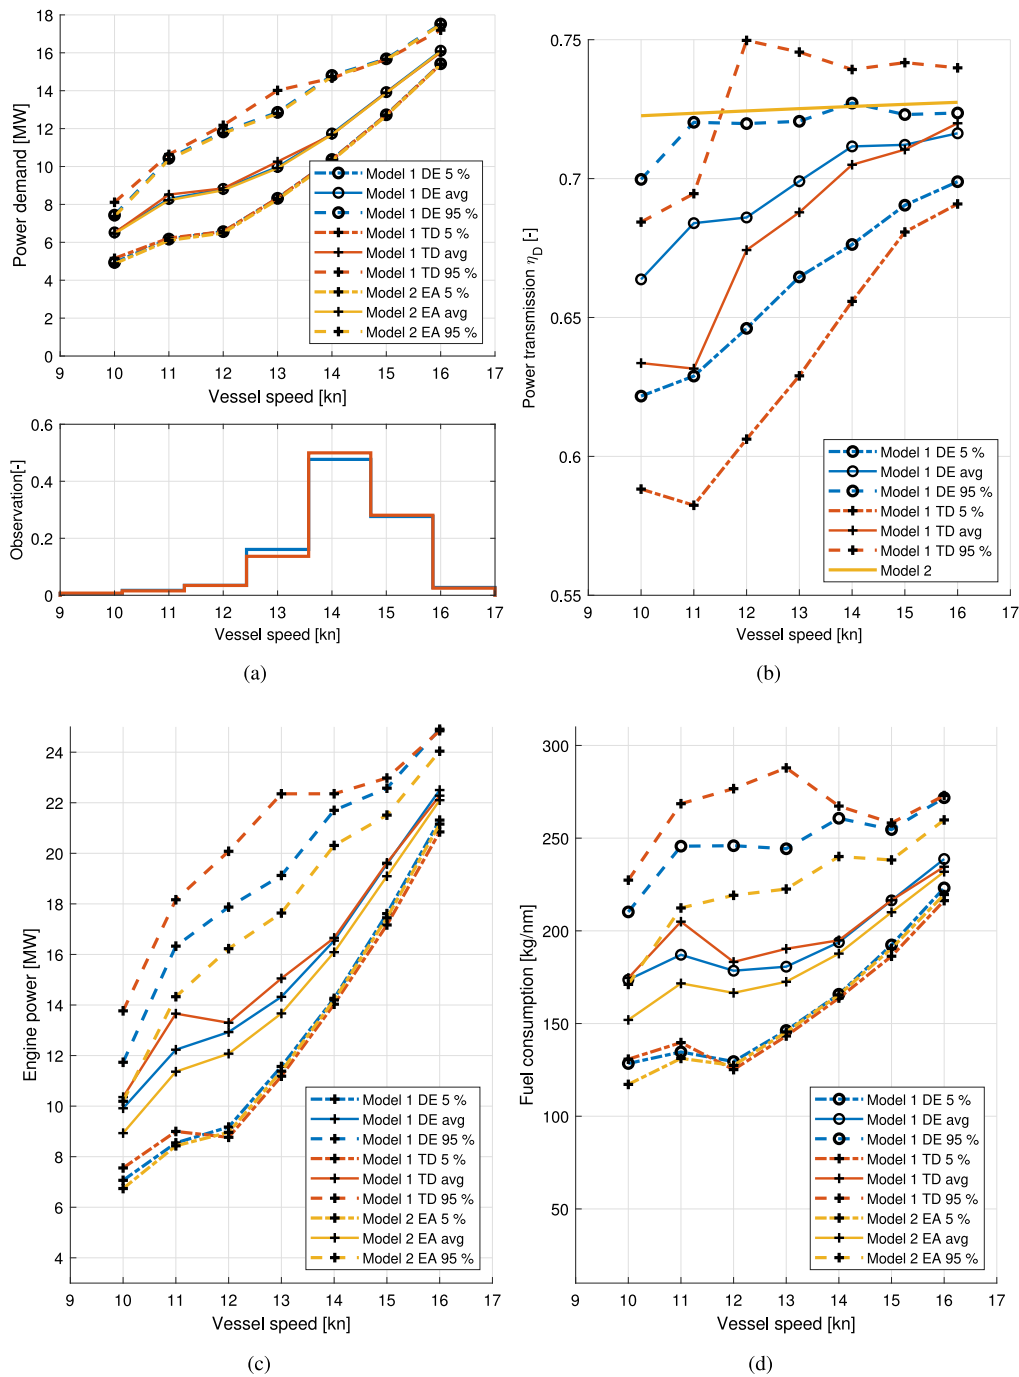 18
16
14
12
10
8
6
4
2
0
Power demand [MW]
Model 1 DE 5 %
Model 1 DE avg
Model 1 DE 95 %
Model 1 TD 5 %
Model 1 TD avg
Model 1 TD 95 %
Model 2 EA 5 %
Model 2 EA avg
Model 2 EA 95 %
9 10 11 12 13 14 15 16 17
Vessel speed [kn]
0.6
0.4
0.2
0
Observation[-]
9 10 11 12 13 14 15 16 17
Vessel speed [kn]
(a)
0.75
0.7
0.65
0.6
0.55
Power transmission ηD [-]
Model 1 DE 5 %
Model 1 DE avg
Model 1 DE 95 %
Model 1 TD 5 %
Model 1 TD avg
Model 1 TD 95 %
Model 2
9 10 11 12 13 14 15 16 17
Vessel speed [kn]
(b)
24
22
20
18
16
14
12
10
8
6
4
Engine power [MW]
Model 1 DE 5 %
Model 1 DE avg
Model 1 DE 95 %
Model 1 TD 5 %
Model 1 TD avg
Model 1 TD 95 %
Model 2 EA 5 %
Model 2 EA avg
Model 2 EA 95 %
9 10 11 12 13 14 15 16 17
Vessel speed [kn]
(c)
300
250
200
150
100
50
Fuel consumption [kg/nm]
Model 1 DE 5 %
Model 1 DE avg
Model 1 DE 95 %
Model 1 TD 5 %
Model 1 TD avg
Model 1 TD 95 %
Model 2 EA 5 %
Model 2 EA avg
Model 2 EA 95 %
9 10 11 12 13 14 15 16 17
Vessel speed [kn]
(d)